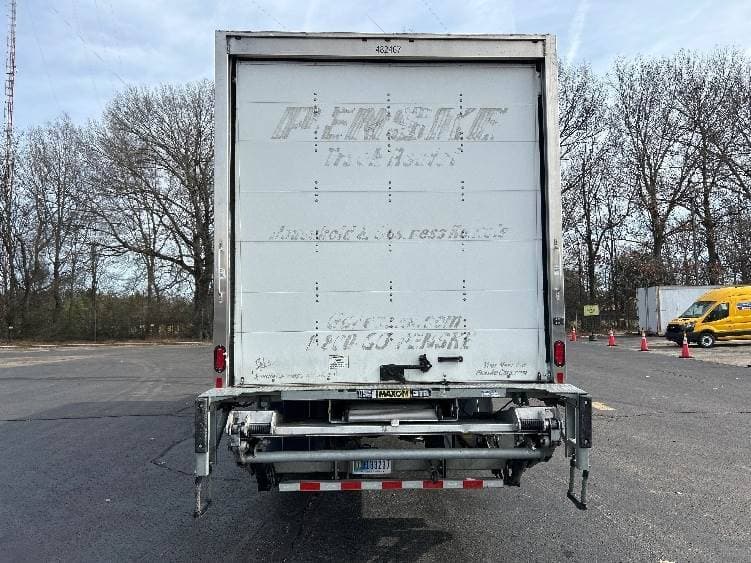 482467
PENSKE
Truck Rental
Household & Business Rentals
GoPenske.com
1-800-GO-PENSKE
MAXON